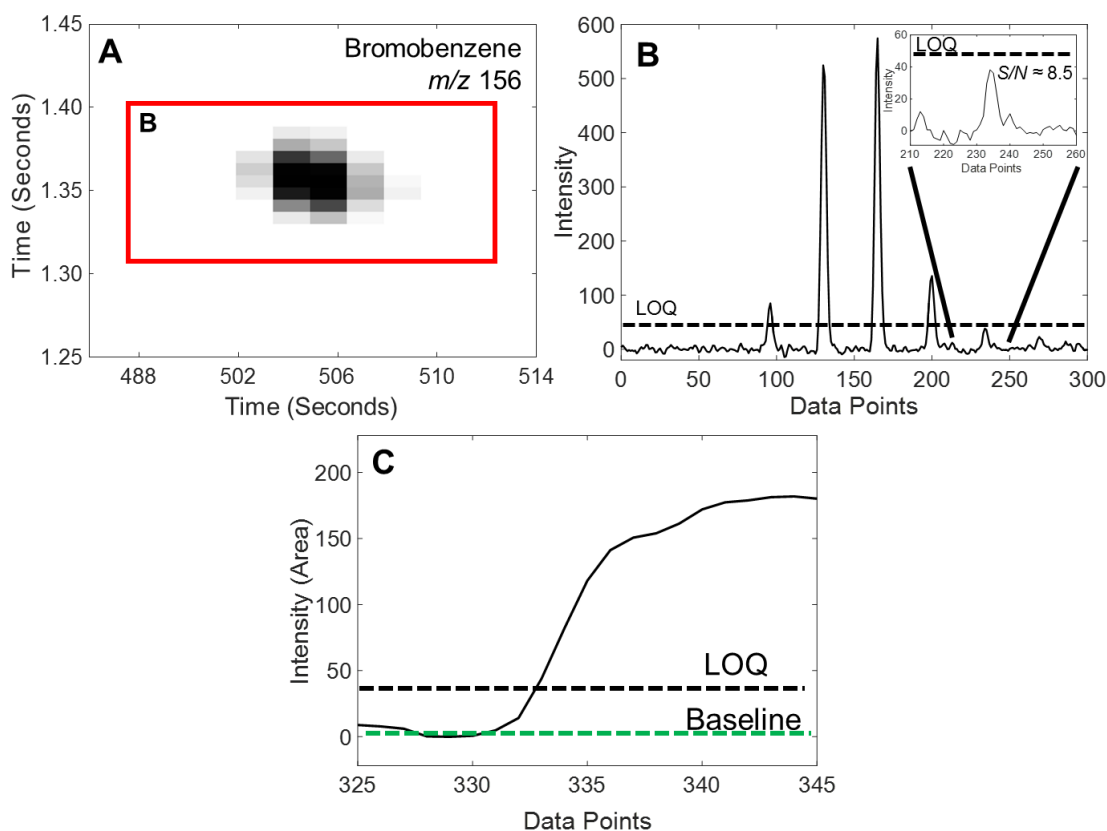 A
Bromobenzene
m/z 156
B
1.45
1.40
1.35
1.30
1.25
Time (Seconds)
488
502
506
510
514
Time (Seconds)
B
600
500
400
300
200
100
0
Intensity
LOQ
0
50
100
150
200
250
300
Data Points
60
40
20
0
Intensity
LOQ
S/N ≈ 8.5
210
220
230
240
250
260
Data Points
C
200
150
100
50
0
Intensity (Area)
LOQ
Baseline
325
330
335
340
345
Data Points